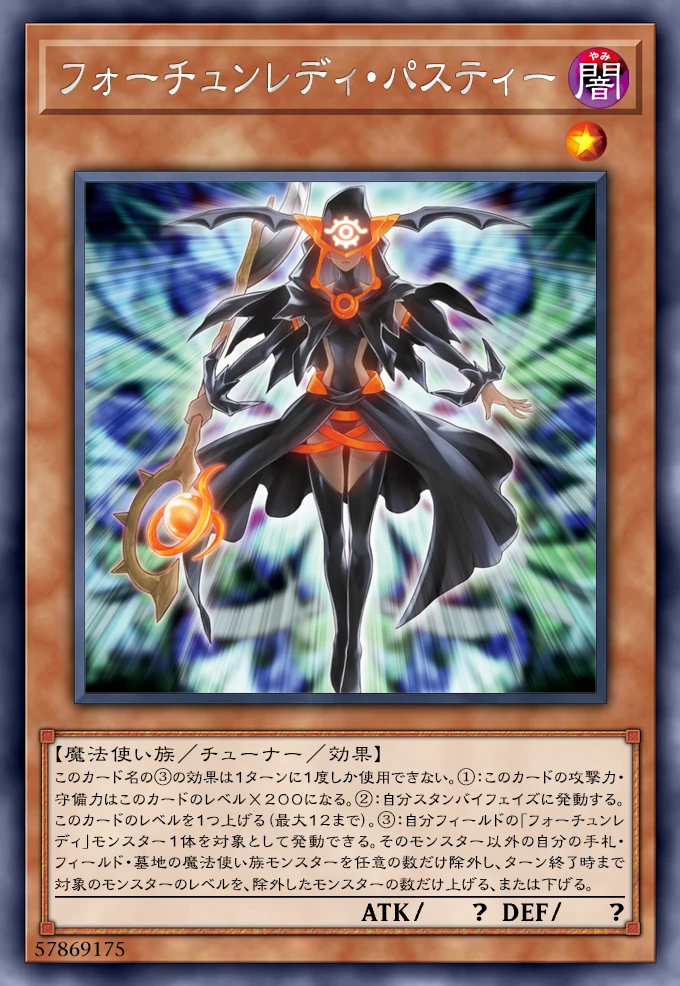 フォーチュンレディ・パスティー
やみ
闇
【魔法使い族／チューナー／効果】
このカード名の③の効果は1ターンに1度しか使用できない。①：このカードの攻撃力・
守備力はこのカードのレベル×200になる。②：自分スタンバイフェイズに発動する。
このカードのレベルを1つ上げる（最大12まで）。③：自分フィールドの「フォーチュンレ
ディ」モンスター1体を対象として発動できる。そのモンスター以外の自分の手札・
フィールド・墓地の魔法使い族モンスターを任意の数だけ除外し、ターン終了時まで
対象のモンスターのレベルを、除外したモンスターの数だけ上げる、または下げる。
ATK/ ? DEF/ ?
57869175